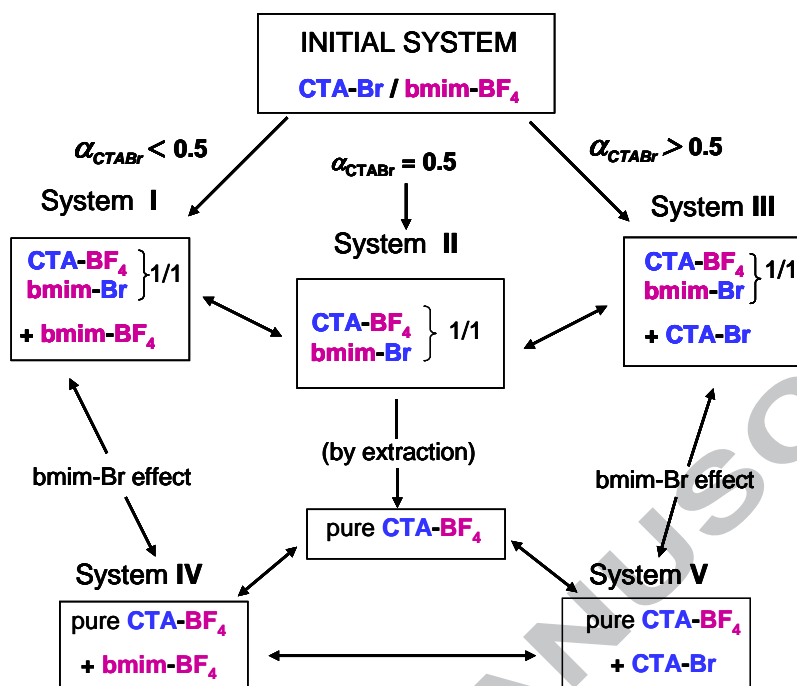 INITIAL SYSTEM
CTA-Br / bmim-BF₄
α_CTABr < 0.5
α_CTABr = 0.5
α_CTABr > 0.5
System I
System II
System III
CTA-BF₄
bmim-Br
} 1/1
+ bmim-BF₄
CTA-BF₄
bmim-Br
} 1/1
CTA-BF₄
bmim-Br
} 1/1
+ CTA-Br
bmim-Br effect
(by extraction)
bmim-Br effect
pure CTA-BF₄
System IV
System V
pure CTA-BF₄
+ bmim-BF₄
pure CTA-BF₄
+ CTA-Br